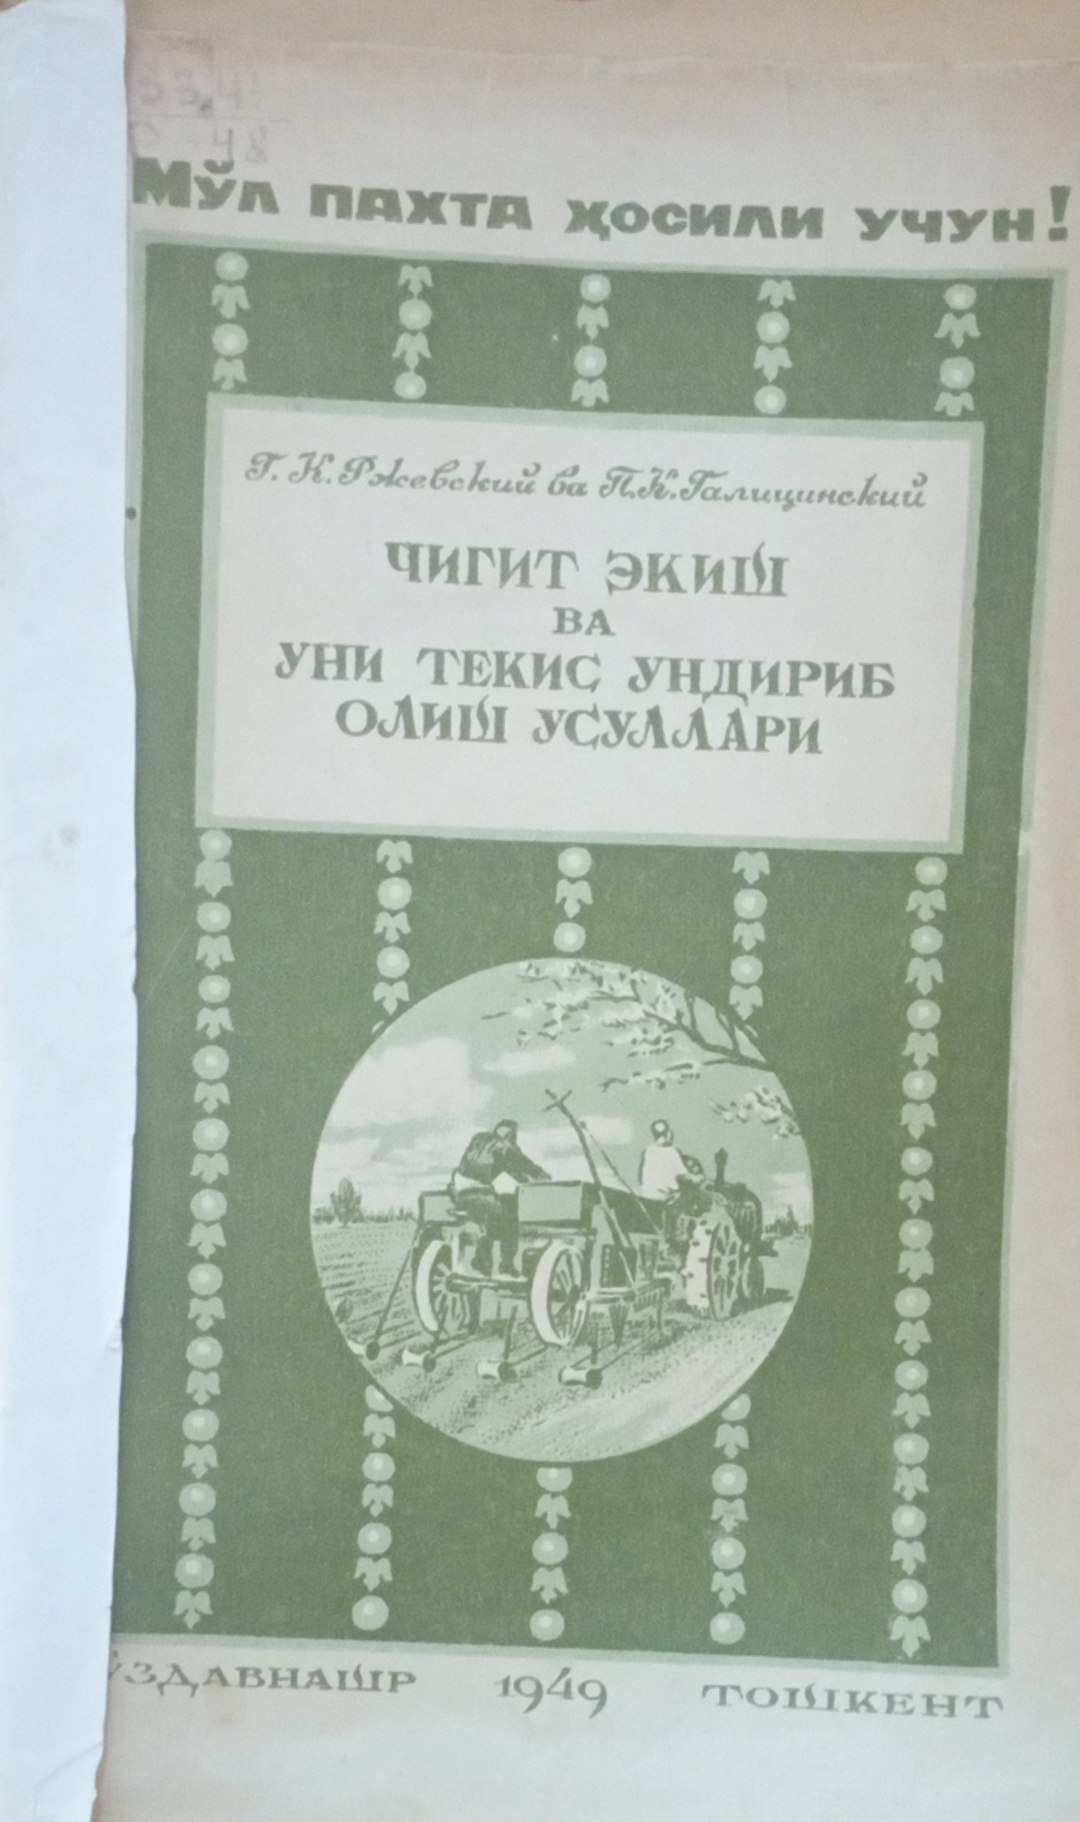 Мўл пахта ҳосили учун!
Г. К. Ржевский ва П. К. Галицинский
ЧИГИТ ЭКИШ
ВА
УНИ ТЕКИС УНДИРИБ
ОЛИШ УСУЛЛАРИ
ЎЗДАВНАШР 1949 ТОШКЕНТ